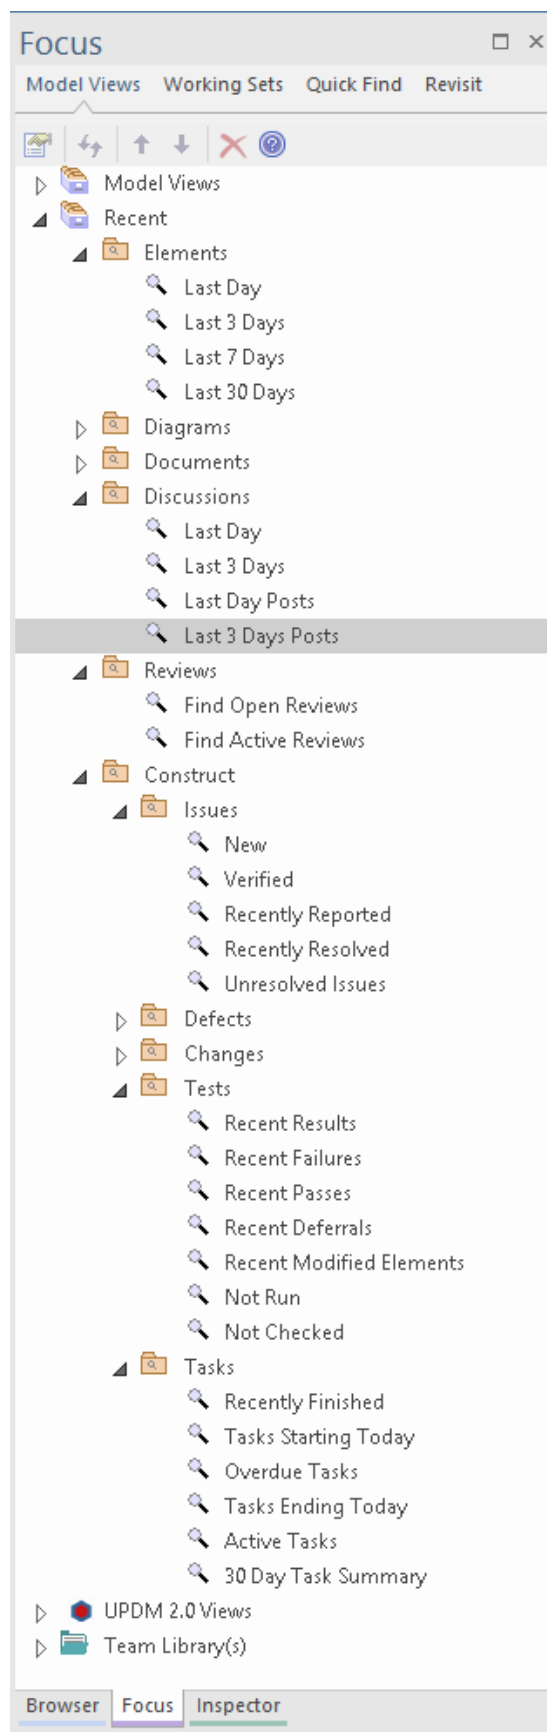 Focus
Model Views Working Sets Quick Find Revisit
Model Views
Recent
Elements
Last Day
Last 3 Days
Last 7 Days
Last 30 Days
Diagrams
Documents
Discussions
Last Day
Last 3 Days
Last Day Posts
Last 3 Days Posts
Reviews
Find Open Reviews
Find Active Reviews
Construct
Issues
New
Verified
Recently Reported
Recently Resolved
Unresolved Issues
Defects
Changes
Tests
Recent Results
Recent Failures
Recent Passes
Recent Deferrals
Recent Modified Elements
Not Run
Not Checked
Tasks
Recently Finished
Tasks Starting Today
Overdue Tasks
Tasks Ending Today
Active Tasks
30 Day Task Summary
UPDM 2.0 Views
Team Library(s)
Browser Focus Inspector